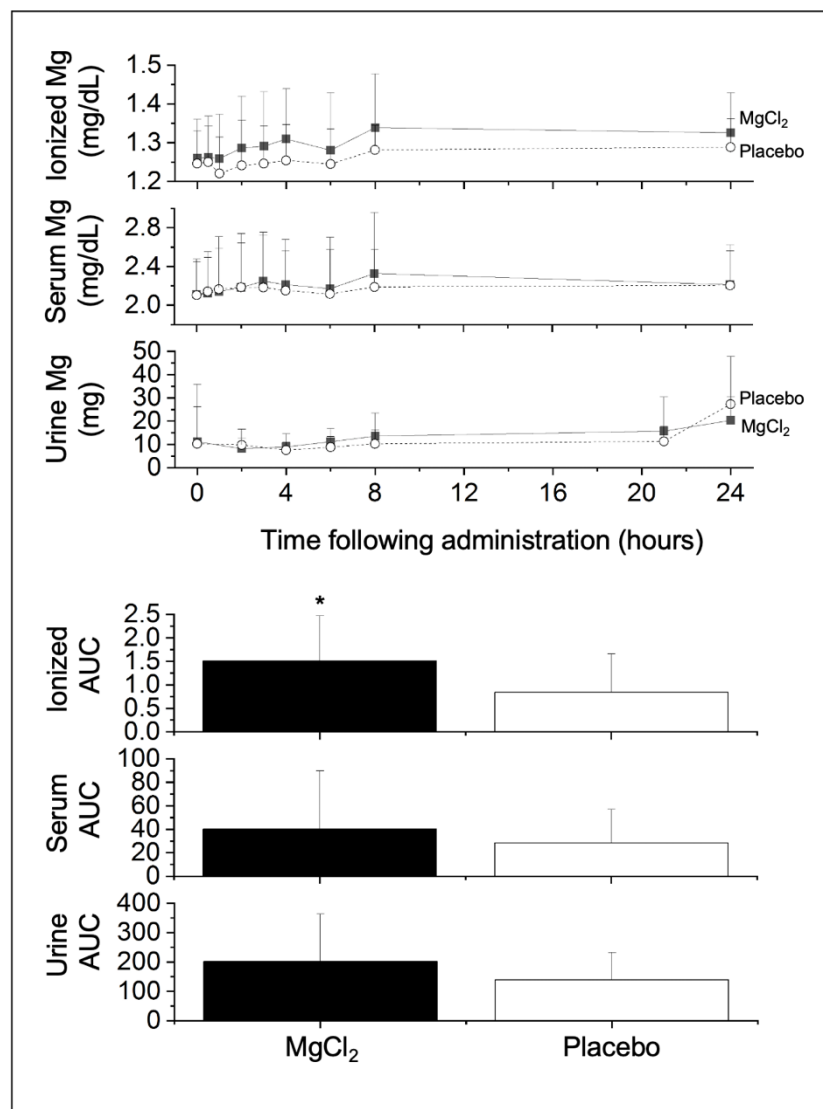 Ionized Mg
(mg/dL)
1.5
1.4
1.3
1.2
MgCl₂
Placebo
Serum Mg
(mg/dL)
2.8
2.4
2.0
Urine Mg
(mg)
50
40
30
20
10
0
Placebo
MgCl₂
0 4 8 12 16 20 24
Time following administration (hours)
Ionized
AUC
2.5
2.0
1.5
1.0
0.5
0.0
*
Serum
AUC
100
80
60
40
20
0
Urine
AUC
400
300
200
100
0
MgCl₂ Placebo